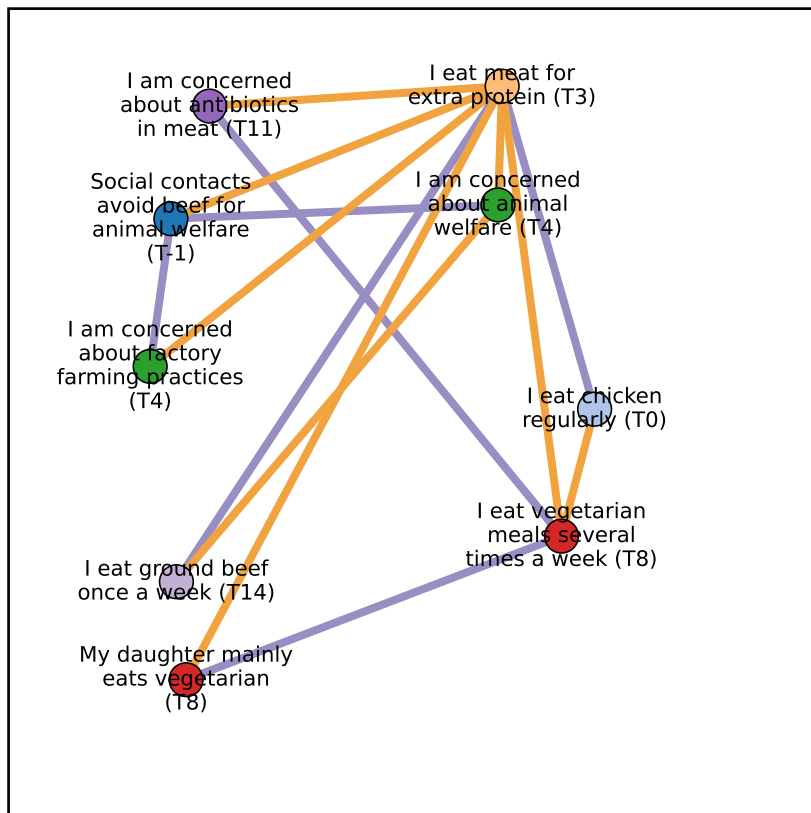 I am concerned
about antibiotics
in meat (T11)
I eat meat for
extra protein (T3)
Social contacts
avoid beef for
animal welfare
(T-1)
I am concerned
about animal
welfare (T4)
I am concerned
about factory
farming practices
(T4)
I eat chicken
regularly (T0)
I eat vegetarian
meals several
times a week (T8)
I eat ground beef
once a week (T14)
My daughter mainly
eats vegetarian
(T8)